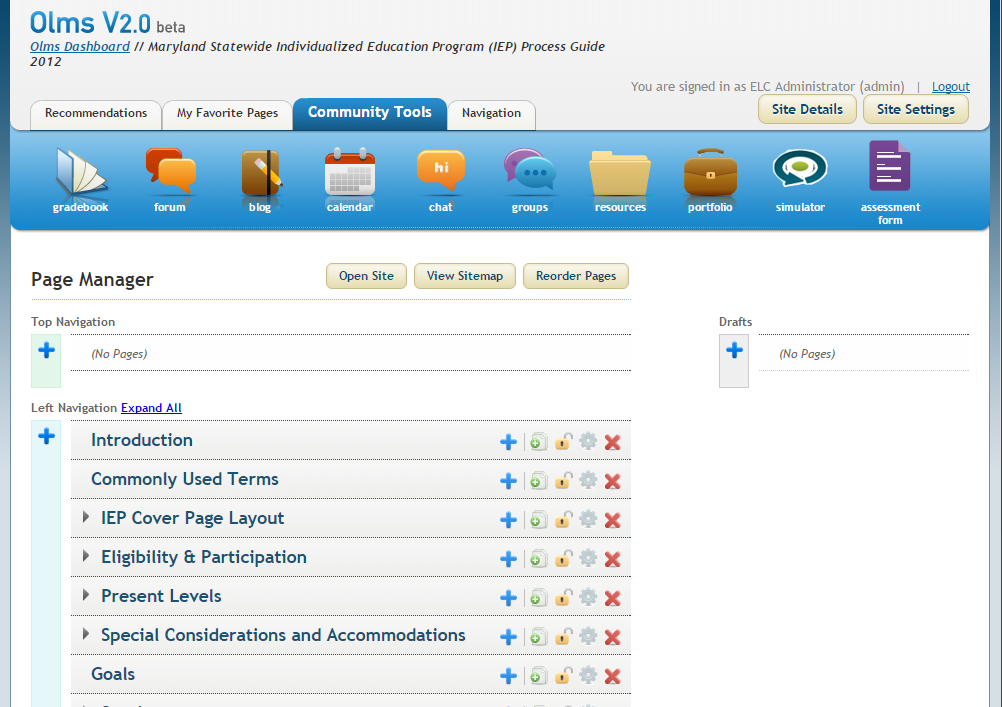 Olms V2.0 beta
Olms Dashboard // Maryland Statewide Individualized Education Program (IEP) Process Guide
2012
You are signed in as ELC Administrator (admin) | Logout
Recommendations My Favorite Pages Community Tools Navigation Site Details Site Settings
hi
gradebook forum blog calendar chat groups resources portfolio simulator assessment
form
Page Manager Open Site View Sitemap Reorder Pages
Top Navigation Drafts
(No Pages) (No Pages)
Left Navigation Expand All
Introduction
Commonly Used Terms
IEP Cover Page Layout
Eligibility & Participation
Present Levels
Special Considerations and Accommodations
Goals